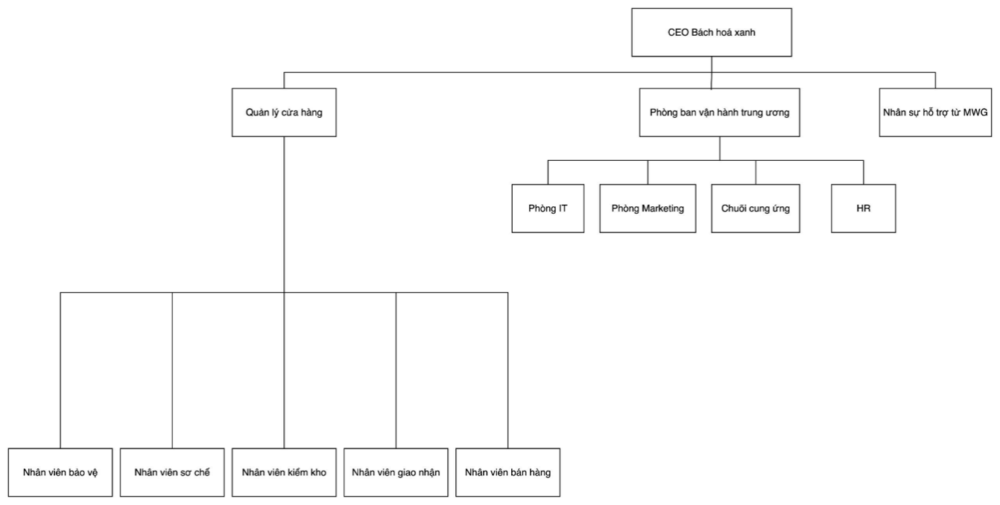 CEO Bách hoá xanh
Quản lý cửa hàng
Phòng ban vận hành trung ương
Nhân sự hỗ trợ từ MWG
Phòng IT
Phòng Marketing
Chuỗi cung ứng
HR
Nhân viên bảo vệ
Nhân viên sơ chế
Nhân viên kiểm kho
Nhân viên giao nhận
Nhân viên bán hàng